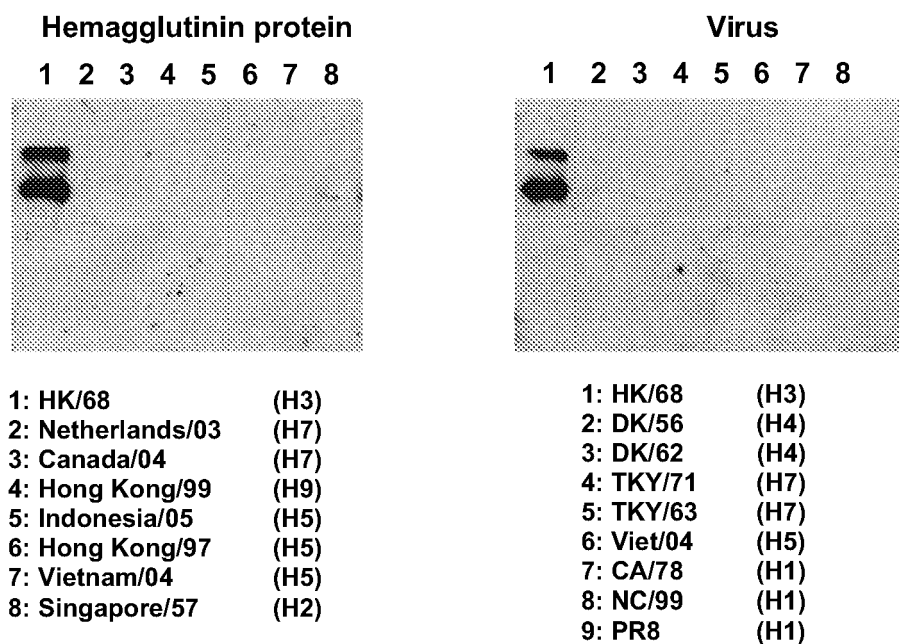 Hemagglutinin protein
1 2 3 4 5 6 7 8
1: HK/68 (H3)
2: Netherlands/03 (H7)
3: Canada/04 (H7)
4: Hong Kong/99 (H9)
5: Indonesia/05 (H5)
6: Hong Kong/97 (H5)
7: Vietnam/04 (H5)
8: Singapore/57 (H2)
Virus
1 2 3 4 5 6 7 8
1: HK/68 (H3)
2: DK/56 (H4)
3: DK/62 (H4)
4: TKY/71 (H7)
5: TKY/63 (H7)
6: Viet/04 (H5)
7: CA/78 (H1)
8: NC/99 (H1)
9: PR8 (H1)